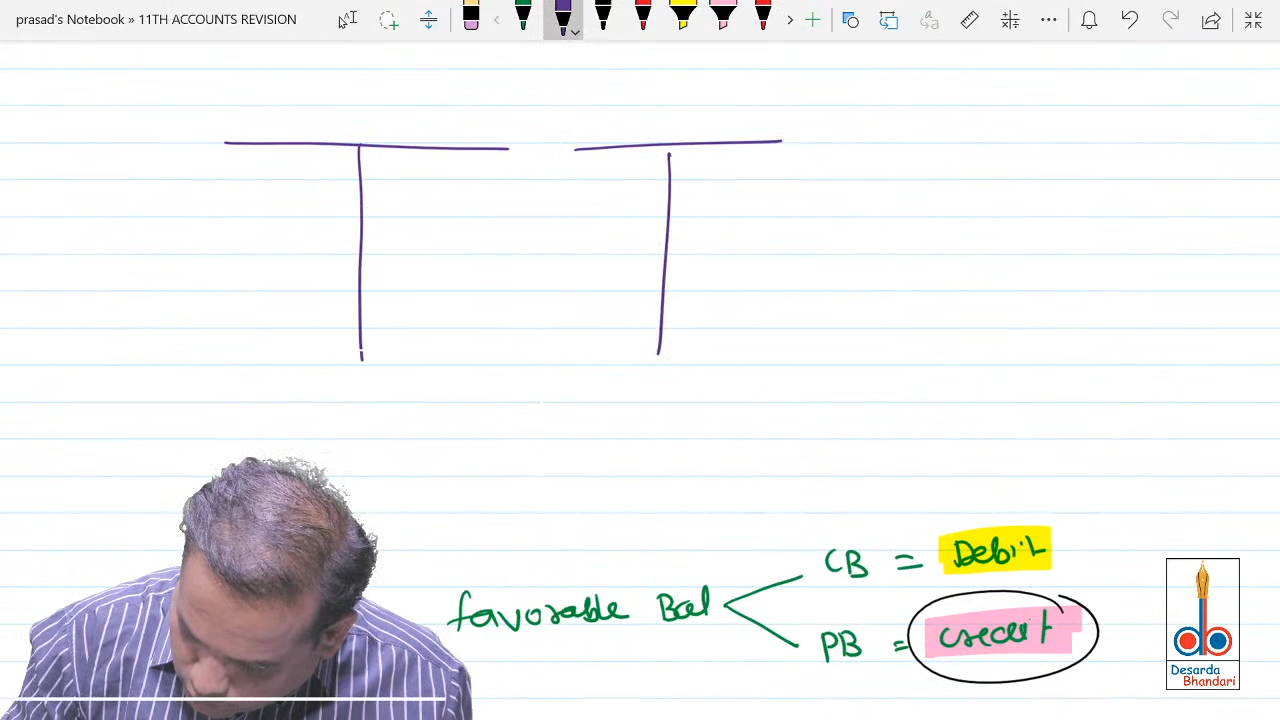 prasad's Notebook » 11TH ACCOUNTS REVISION
favorable Bal
CB = Debit
PB = credit
Desarda
Bhandari